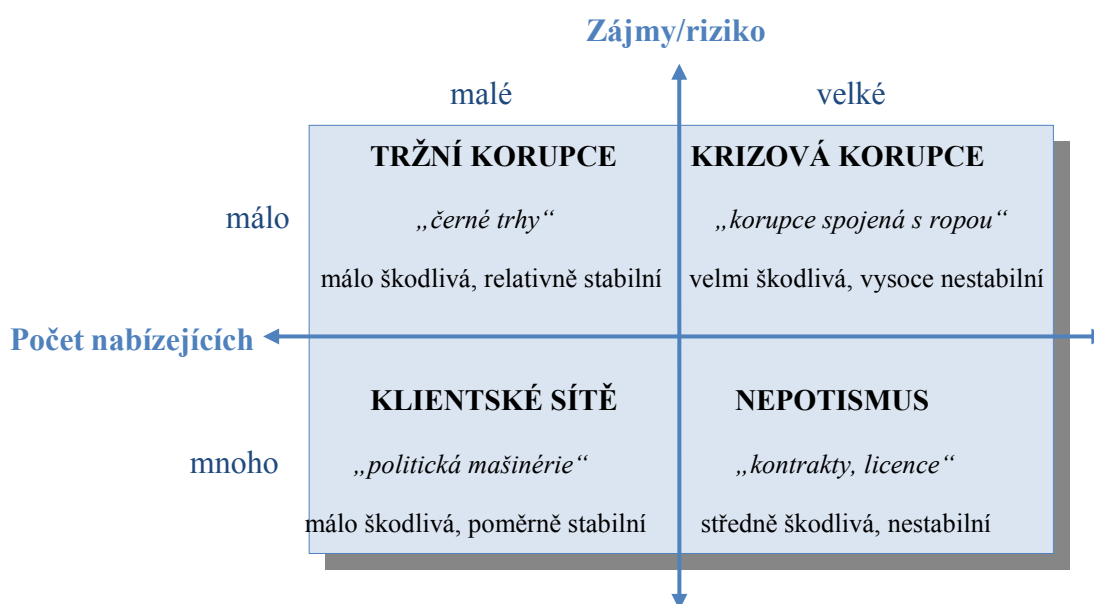 Zájmy/riziko
malé velké
TRŽNÍ KORUPCE KRIZOVÁ KORUPCE
málo „černé trhy“ „korupce spojená s ropou“
málo škodlivá, relativně stabilní velmi škodlivá, vysoce nestabilní
Počet nabízejících
KLIENTSKÉ SÍTĚ NEPOTISMUS
mnoho „politická mašinérie“ „kontrakty, licence“
málo škodlivá, poměrně stabilní středně škodlivá, nestabilní